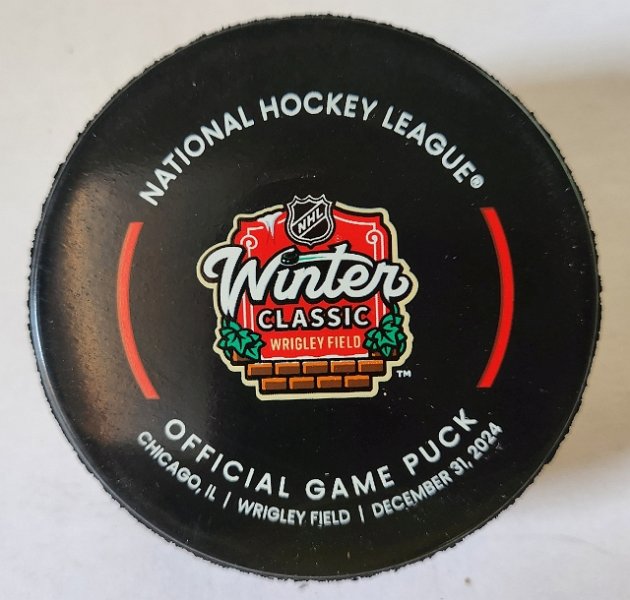 NATIONAL HOCKEY LEAGUE®
NHL
Winter
CLASSIC
WRIGLEY FIELD
™
OFFICIAL GAME PUCK
CHICAGO, IL | WRIGLEY FIELD | DECEMBER 31, 2024